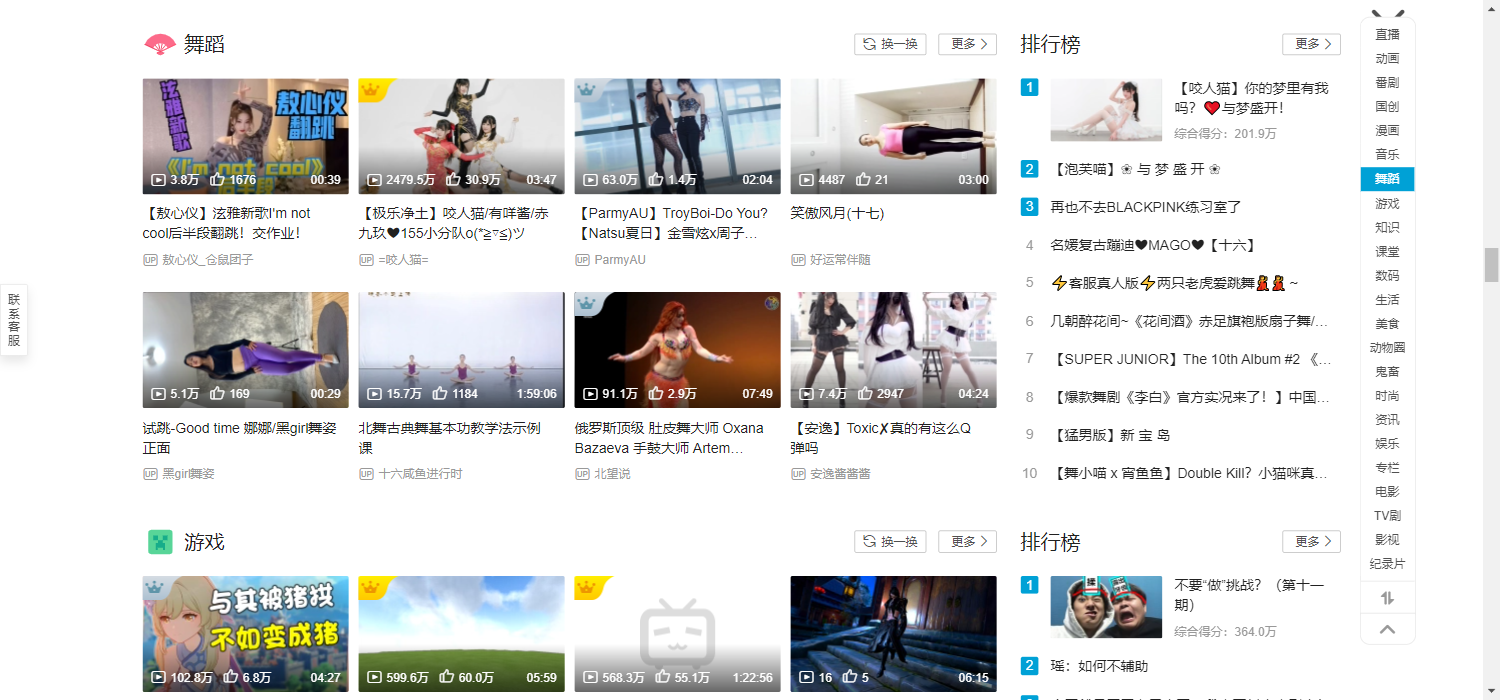 舞蹈
换一换
更多
泫雅新歌
敖心仪
翻跳
《I'm not cool》
后半段
3.8万 1676 00:39
2479.5万 30.9万 03:47
63.0万 1.4万 02:04
4487 21 03:00
【敖心仪】泫雅新歌I'm not
cool后半段翻跳！交作业！
UP 敖心仪_仓鼠团子
【极乐净土】咬人猫/有咩酱/赤
九玖♥155小分队o(*≧▽≦)ツ
UP =咬人猫=
【ParmyAU】TroyBoi-Do You?
【Natsu夏日】金雪炫x周子…
UP ParmyAU
笑傲风月(十七)
UP 好运常伴随
5.1万 169 00:29
15.7万 1184 1:59:06
91.1万 2.9万 07:49
7.4万 2947 04:24
试跳-Good time 娜娜/黑girl舞姿
正面
UP 黑girl舞姿
北舞古典舞基本功教学法示例
课
UP 十六咸鱼进行时
俄罗斯顶级 肚皮舞大师 Oxana
Bazaeva 手鼓大师 Artem…
UP 北望说
【安逸】Toxic✘真的有这么Q
弹吗
UP 安逸酱酱酱
排行榜
更多
1 【咬人猫】你的梦里有我
吗？❤与梦盛开！
综合得分：201.9万
2 【泡芙喵】❀ 与 梦 盛 开 ❀
3 再也不去BLACKPINK练习室了
4 名媛复古蹦迪♥MAGO♥【十六】
5 ⚡客服真人版⚡两只老虎爱跳舞💃💃 ~
6 几朝醉花间~《花间酒》赤足旗袍版扇子舞/…
7 【SUPER JUNIOR】The 10th Album #2 《…
8 【爆款舞剧《李白》官方实况来了！】中国…
9 【猛男版】新 宝 岛
10 【舞小喵 x 宵鱼鱼】Double Kill？小猫咪真…
游戏
换一换
更多
与其被猪拱
不如变成猪
102.8万 6.8万 04:27
599.6万 60.0万 05:59
568.3万 55.1万 1:22:56
16 5 06:15
排行榜
更多
1 不要“做”挑战？（第十一
期）
综合得分：364.0万
2 瑶：如何不辅助
联
系
客
服
直播
动画
番剧
国创
漫画
音乐
舞蹈
游戏
知识
课堂
数码
生活
美食
动物圈
鬼畜
时尚
资讯
娱乐
专栏
电影
TV剧
影视
纪录片